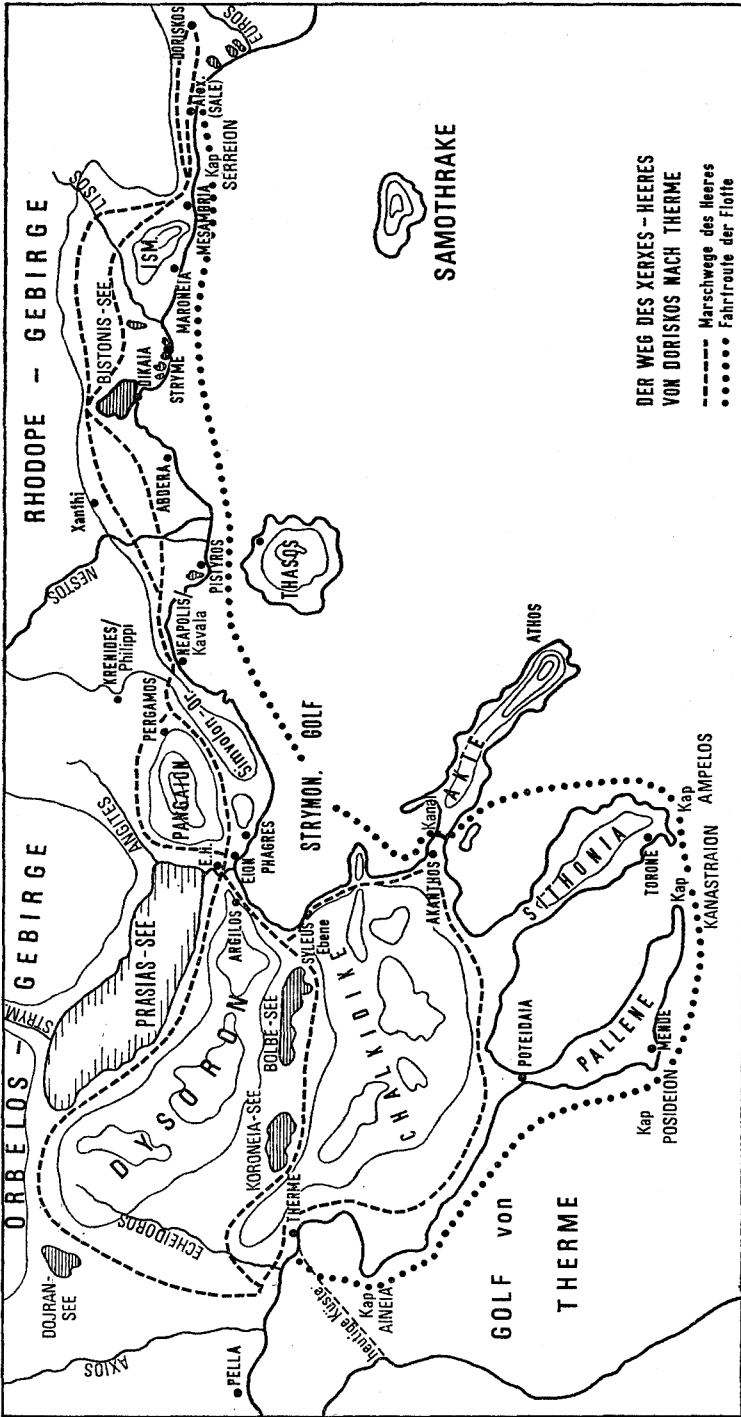 ORBELOS - GEBIRGE
RHODOPE - GEBIRGE
DOJRAN-
SEE
AXIOS
PELLA
ECHEIDOROS
DYSORON
STRYM
PRASIAS-SEE
ANGITES
KRENIDES/
Philippi
PERGAMOS
PANGAION
E.H.
EION
PHAGRES
NEAPOLIS/
Kavala
NESTOS
Xanthi
PISTYROS
ABDERA
BISTONIS-SEE
DIKAIA
STRYME
MARONEIA
ISM.
LISOS
MESAMBRIA
Kap
SERREION
Alex.
(SALE)
DORISKOS
EUROS
ARGILOS
SYLEUS
Ebene
BOLBE-SEE
KORONEIA-SEE
THERME
heutige Küste
Kap
AINEIA
CHALKIDIKE
AKANTHOS
Kanal
STRYMON. GOLF
THASOS
SAMOTHRAKE
AKTE
ATHOS
SITHONIA
TORONE
Kap
AMPELOS
Kap
KANASTRAION
POTEIDAIA
PALLENE
MENDE
Kap
POSIDEION
GOLF von
THERME
DER WEG DES XERXES-HEERES
VON DORISKOS NACH THERME
Marschwege des Heeres
Fahrtroute der Flotte